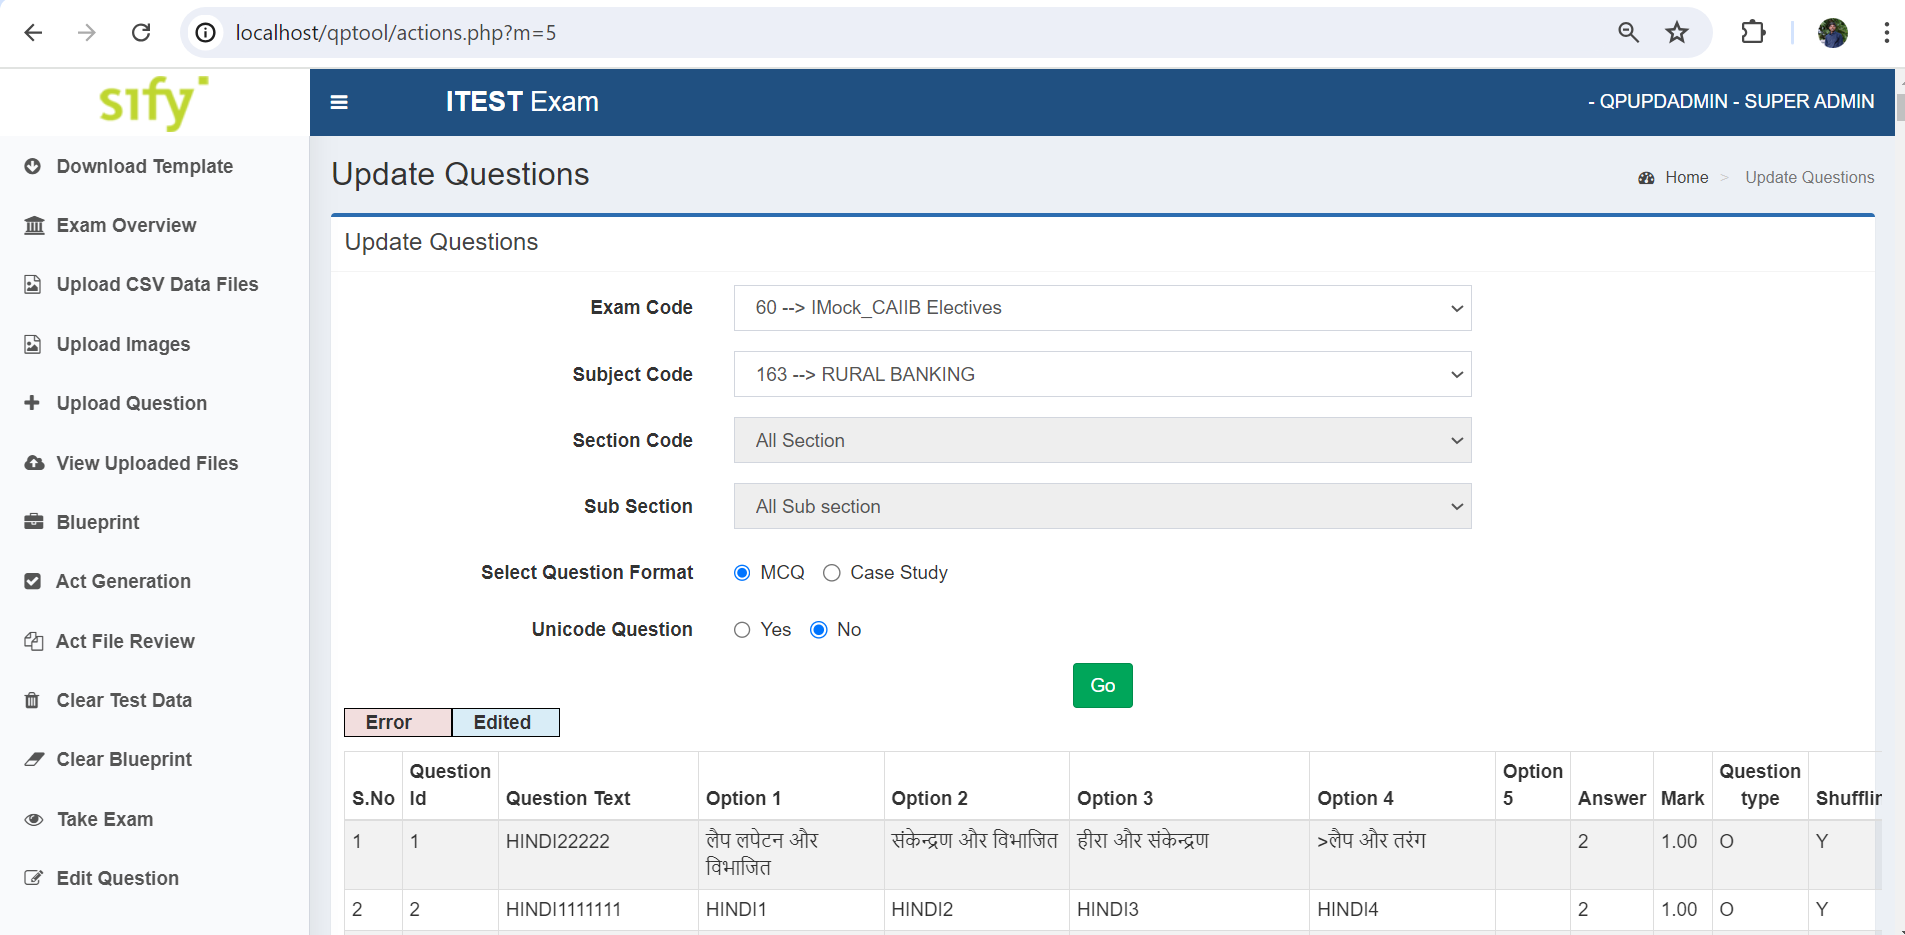 localhost/qptool/actions.php?m=5
sify
ITEST Exam
- QPUPDADMIN - SUPER ADMIN
Download Template
Exam Overview
Upload CSV Data Files
Upload Images
Upload Question
View Uploaded Files
Blueprint
Act Generation
Act File Review
Clear Test Data
Clear Blueprint
Take Exam
Edit Question
Update Questions
Home > Update Questions
Update Questions
Exam Code 60 --> IMock_CAIIB Electives
Subject Code 163 --> RURAL BANKING
Section Code All Section
Sub Section All Sub section
Select Question Format MCQ Case Study
Unicode Question Yes No
Go
Error Edited
S.No Question Id Question Text Option 1 Option 2 Option 3 Option 4 Option 5 Answer Mark Question type Shufflin
1 1 HINDI22222 लैप लपेटन और विभाजित संकेन्द्रण और विभाजित हीरा और संकेन्द्रण >लैप और तरंग 2 1.00 O Y
2 2 HINDI1111111 HINDI1 HINDI2 HINDI3 HINDI4 2 1.00 O Y